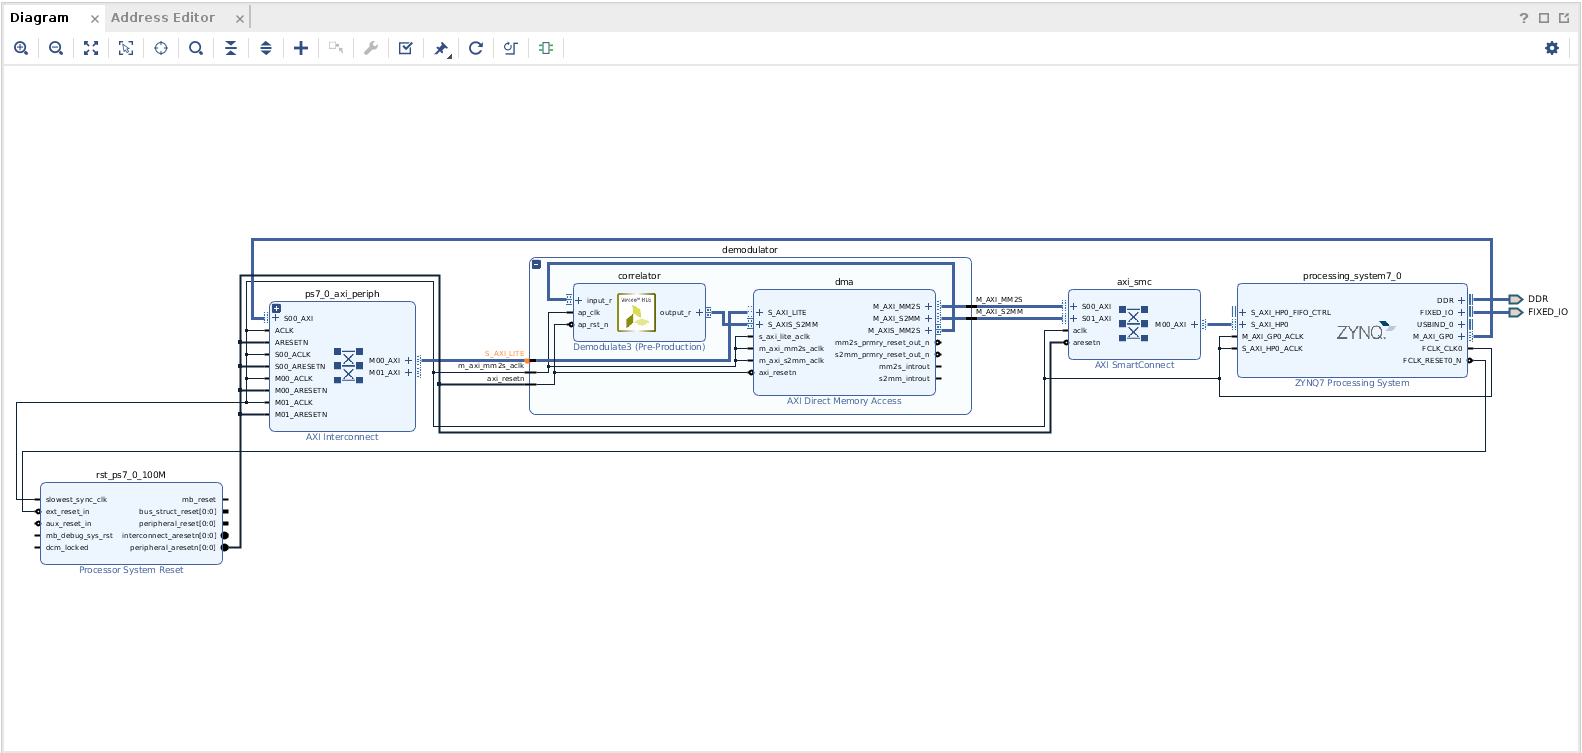 Diagram
Address Editor
demodulator
ps7_0_axi_periph
S00_AXI
ACLK
ARESETN
S00_ACLK
S00_ARESETN
M00_ACLK
M00_ARESETN
M01_ACLK
M01_ARESETN
M00_AXI
M01_AXI
AXI Interconnect
S_AXI_LITE
m_axi_mm2s_aclk
axi_resetn
correlator
input_r
ap_clk
ap_rst_n
output_r
Demodulate3 (Pre-Production)
dma
S_AXI_LITE
S_AXIS_S2MM
s_axi_lite_aclk
m_axi_mm2s_aclk
m_axi_s2mm_aclk
axi_resetn
M_AXI_MM2S
M_AXI_S2MM
M_AXIS_MM2S
mm2s_prmry_reset_out_n
s2mm_prmry_reset_out_n
mm2s_introut
s2mm_introut
AXI Direct Memory Access
M_AXI_MM2S
M_AXI_S2MM
axi_smc
S00_AXI
S01_AXI
aclk
aresetn
M00_AXI
AXI SmartConnect
processing_system7_0
S_AXI_HP0_FIFO_CTRL
S_AXI_HP0
M_AXI_GP0_ACLK
S_AXI_HP0_ACLK
ZYNQ
DDR
FIXED_IO
USBIND_0
M_AXI_GP0
FCLK_CLK0
FCLK_RESET0_N
ZYNQ7 Processing System
DDR
FIXED_IO
rst_ps7_0_100M
slowest_sync_clk
ext_reset_in
aux_reset_in
mb_debug_sys_rst
dcm_locked
mb_reset
bus_struct_reset[0:0]
peripheral_reset[0:0]
interconnect_aresetn[0:0]
peripheral_aresetn[0:0]
Processor System Reset